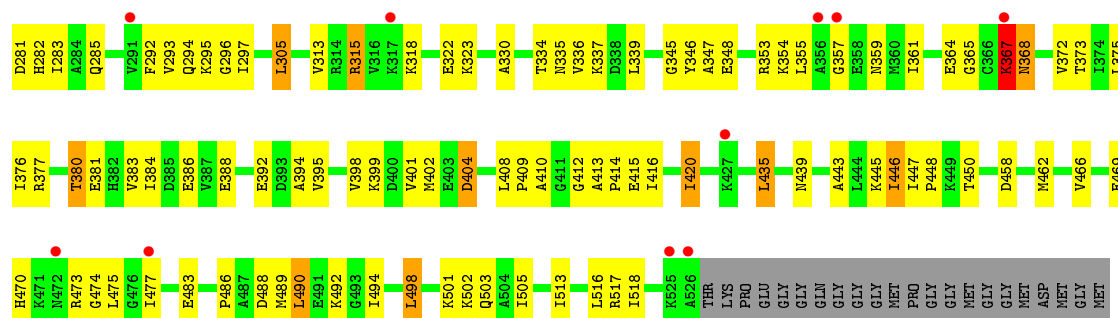 D281 H282 I283 A284 Q285 V291 F292 V293 Q294 K295 G296 I297 L305 V313 R314 R315 V316 K317 K318 E322 K323 A330 T334 N335 V336 K337 D338 L339 G345 Y346 A347 E348 R353 K354 L355 A356 G357 E358 N359 M360 I361 E364 G365 C366 K367 N368 V372 T373 I374 L375
I376 R377 T380 E381 H382 V383 I384 D385 E386 V387 E388 E392 D393 A394 V395 V398 K399 D400 V401 M402 E403 D404 L408 P409 A410 G411 G412 A413 P414 E415 I416 I420 K427 L435 N439 A443 L444 K445 I446 I447 P448 K449 T450 D458 M462 V466 E469
H470 K471 N472 R473 G474 L475 G476 I477 E483 P486 A487 D488 M489 L490 E491 K492 G493 I494 L498 K501 K502 Q503 A504 I505 I513 L516 R517 I518 K525 A526 THR LYS PRO GLU GLY GLY GLN GLY GLY MET PRO GLY GLY MET GLY GLY MET ASP MET GLY MET